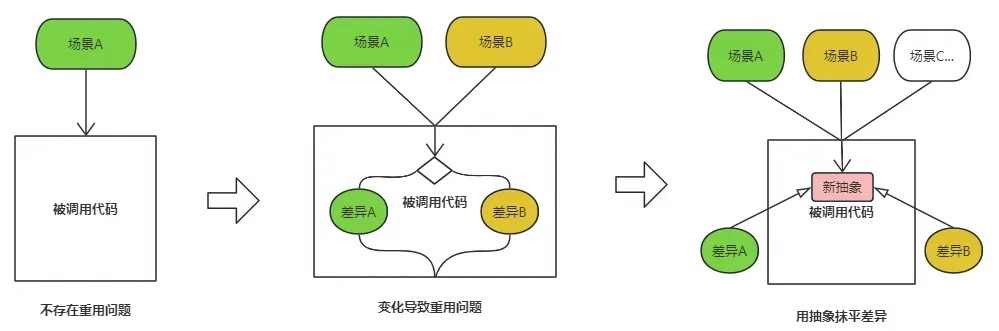 场景A
被调用代码
不存在重用问题
场景A
场景B
差异A
被调用代码
差异B
变化导致重用问题
场景A
场景B
场景C...
新抽象
被调用代码
差异A
差异B
用抽象抹平差异